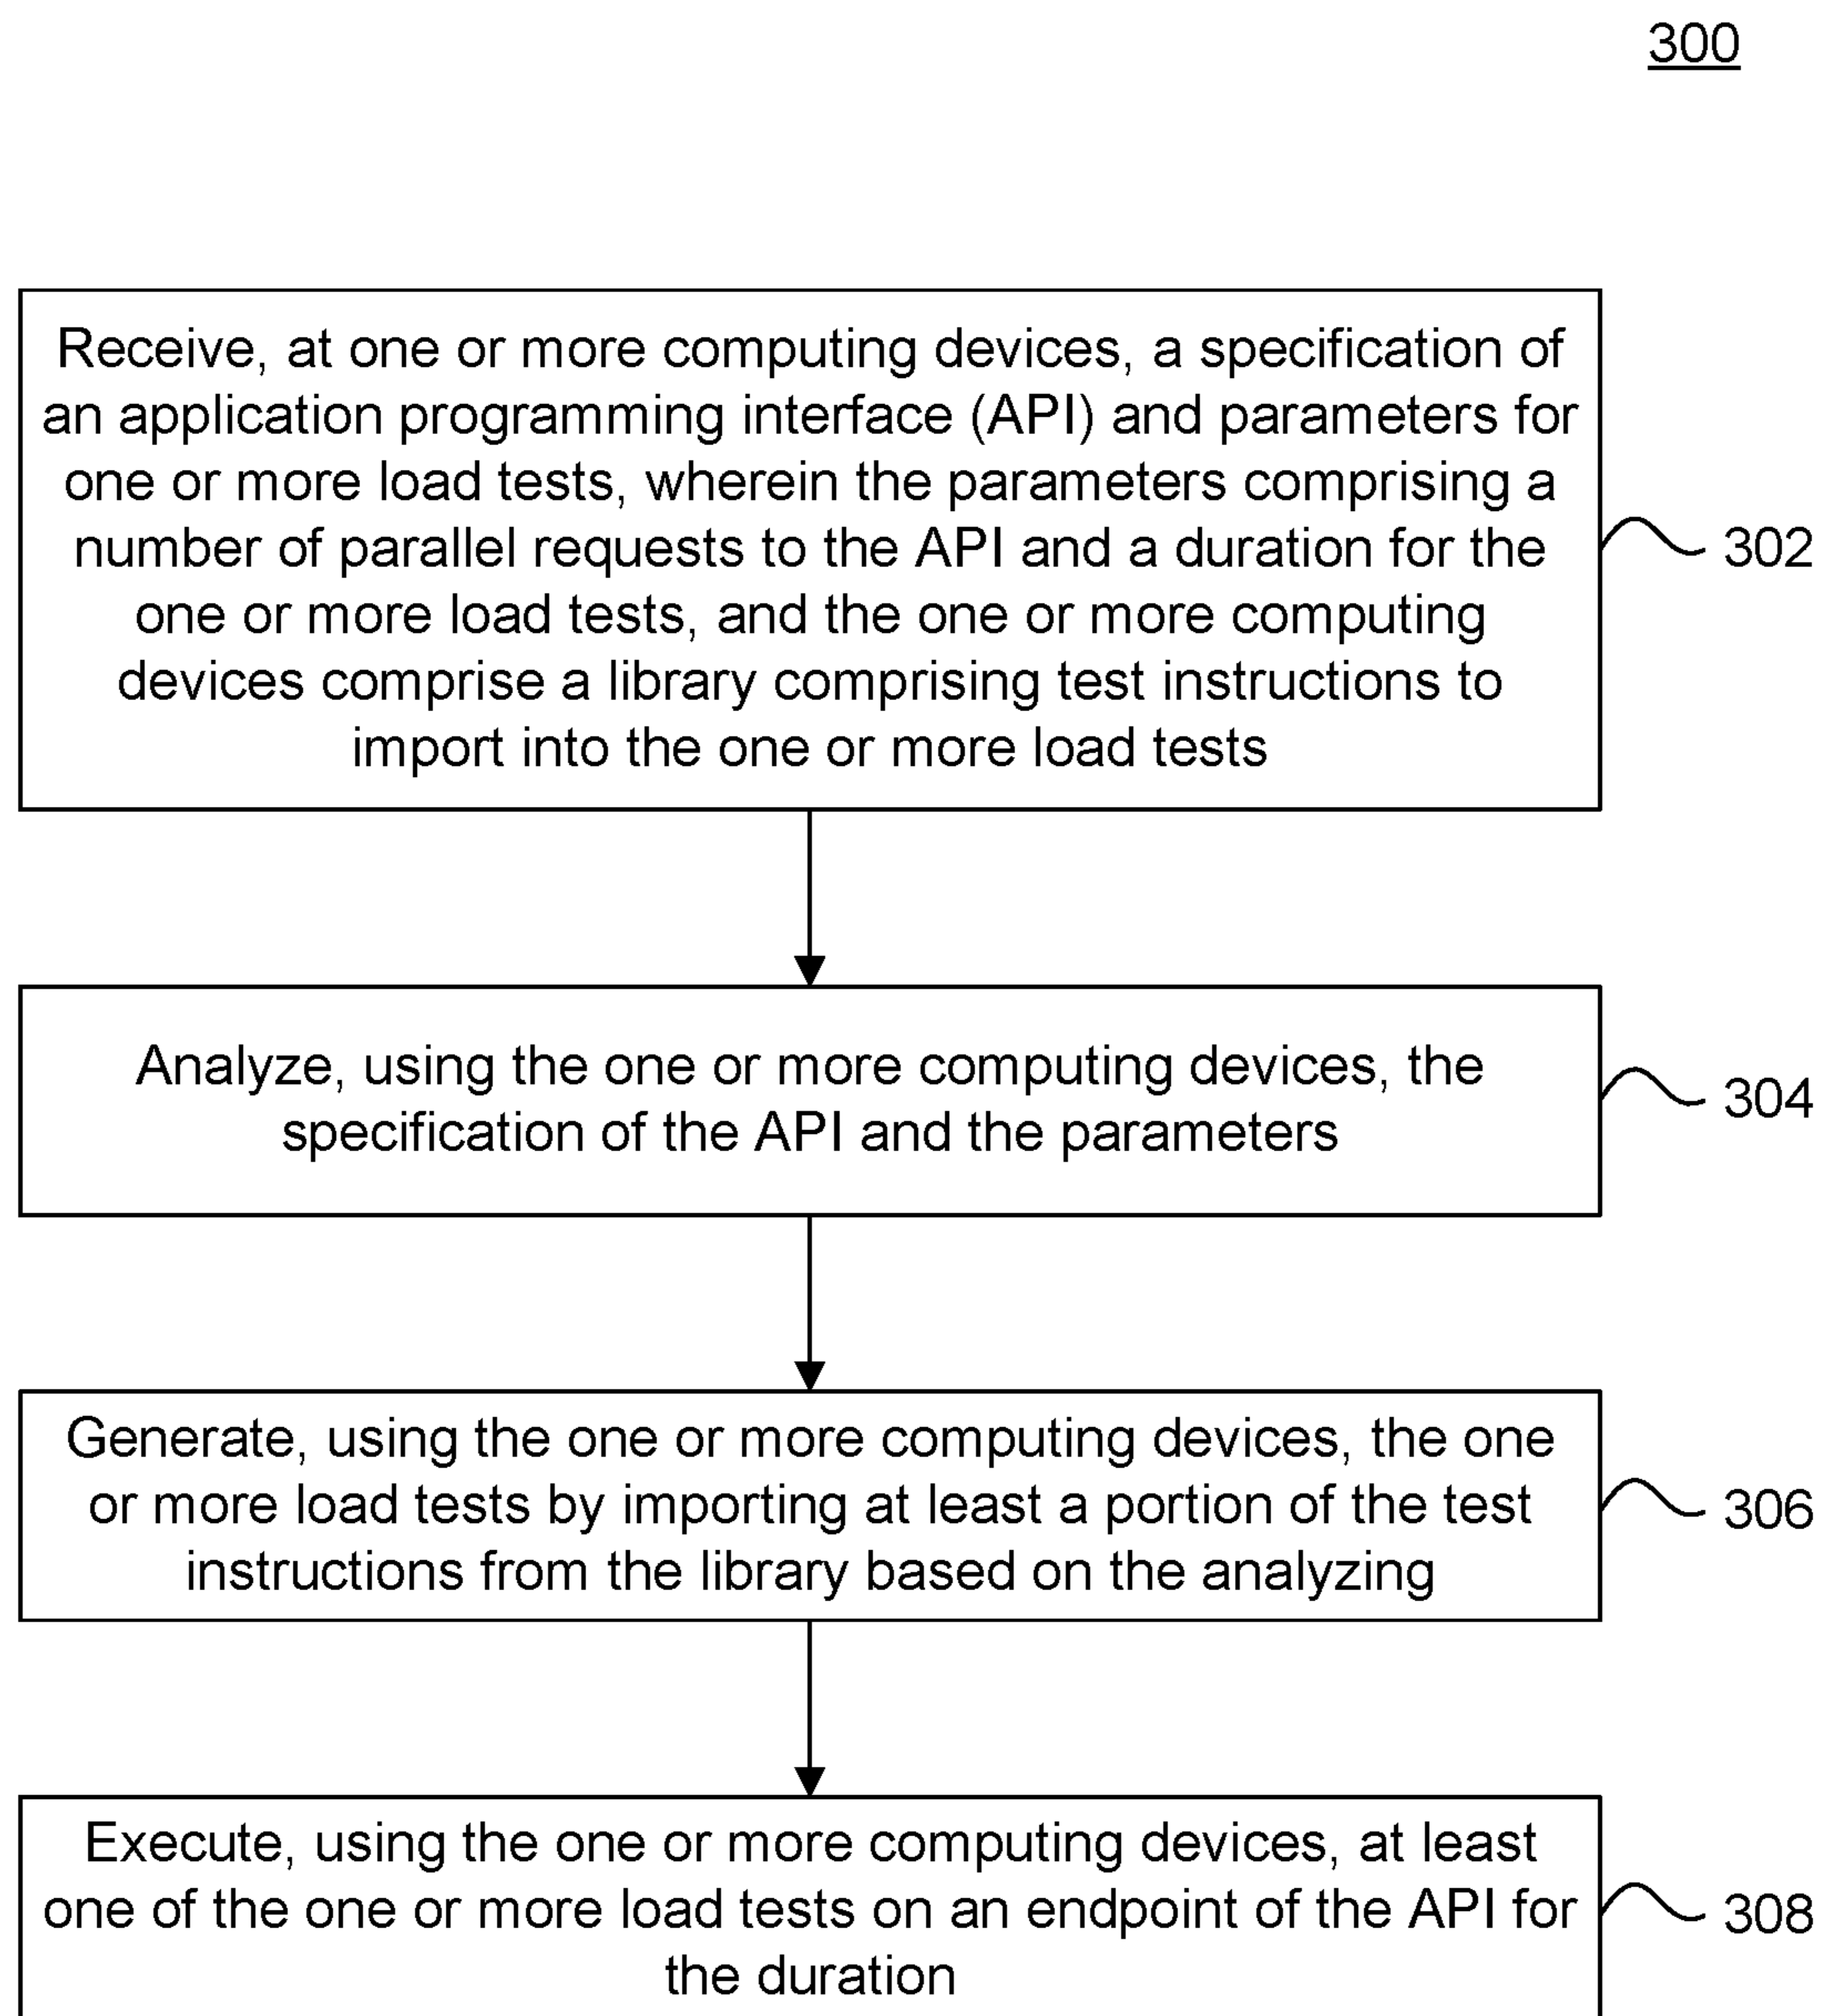 300
Receive, at one or more computing devices, a specification of
an application programming interface (API) and parameters for
one or more load tests, wherein the parameters comprising a
number of parallel requests to the API and a duration for the
one or more load tests, and the one or more computing
devices comprise a library comprising test instructions to
import into the one or more load tests
302
Analyze, using the one or more computing devices, the
specification of the API and the parameters
304
Generate, using the one or more computing devices, the one
or more load tests by importing at least a portion of the test
instructions from the library based on the analyzing
306
Execute, using the one or more computing devices, at least
one of the one or more load tests on an endpoint of the API for
the duration
308